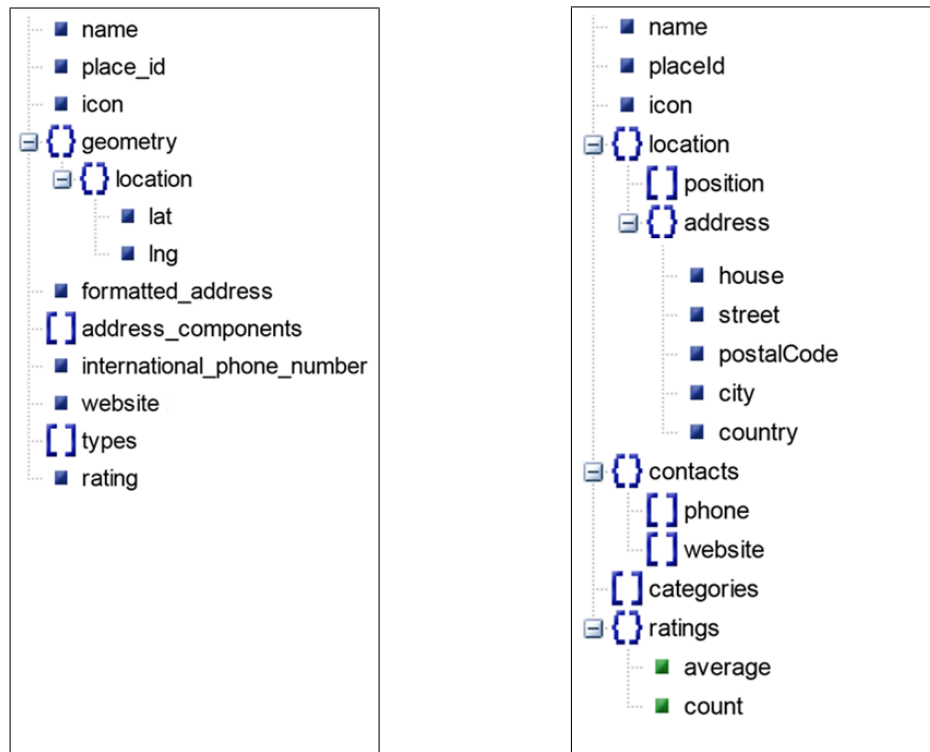 name
place_id
icon
geometry
location
lat
lng
formatted_address
address_components
international_phone_number
website
types
rating
name
placeId
icon
location
position
address
house
street
postalCode
city
country
contacts
phone
website
categories
ratings
average
count